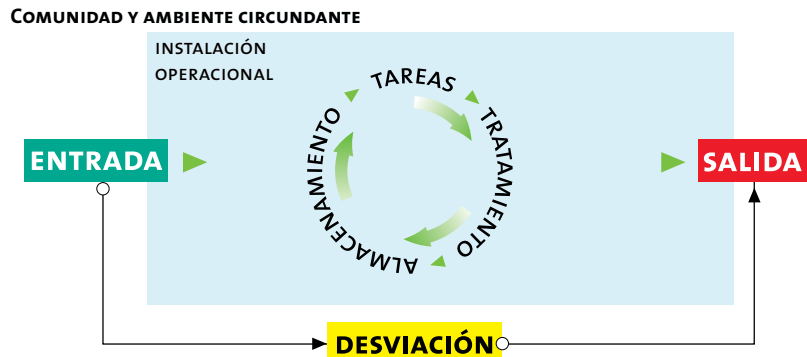 COMUNIDAD Y AMBIENTE CIRCUNDANTE
INSTALACIÓN
OPERACIONAL
TAREAS
TRATAMIENTO
ALMACENAMIENTO
ENTRADA
SALIDA
DESVIACIÓN